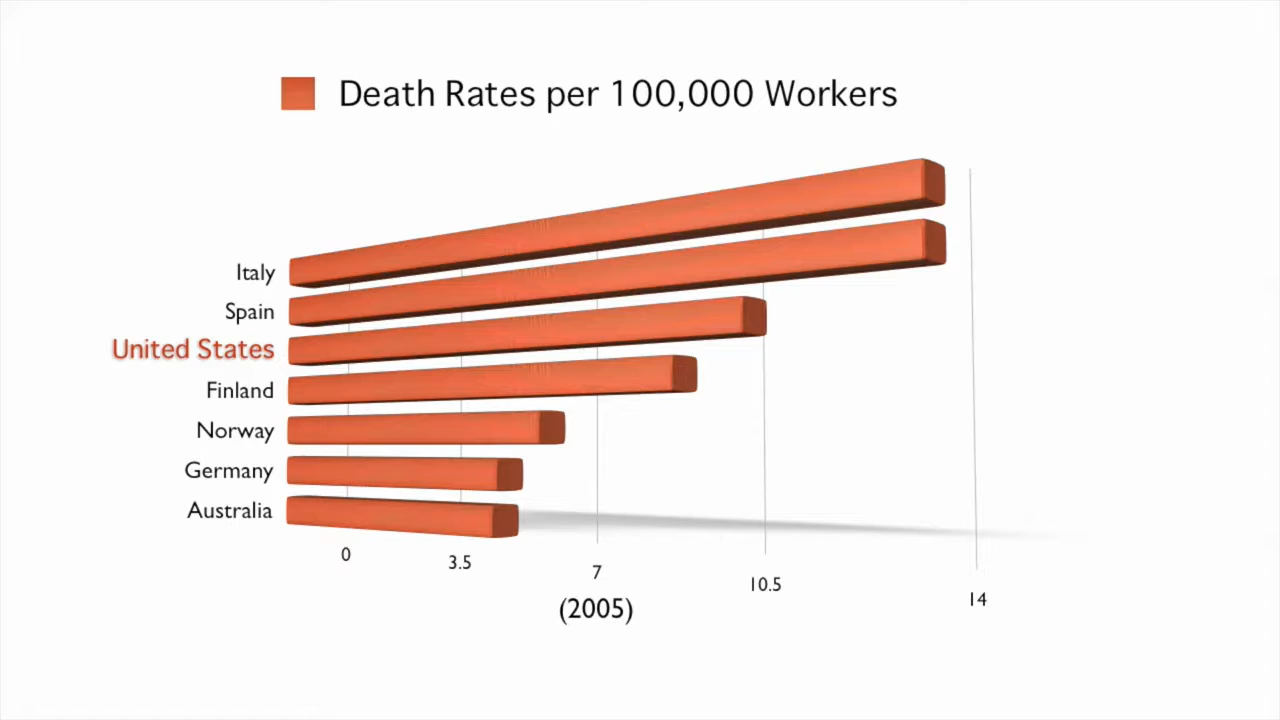 Death Rates per 100,000 Workers
Italy
Spain
United States
Finland
Norway
Germany
Australia
0
3.5
7
10.5
14
(2005)